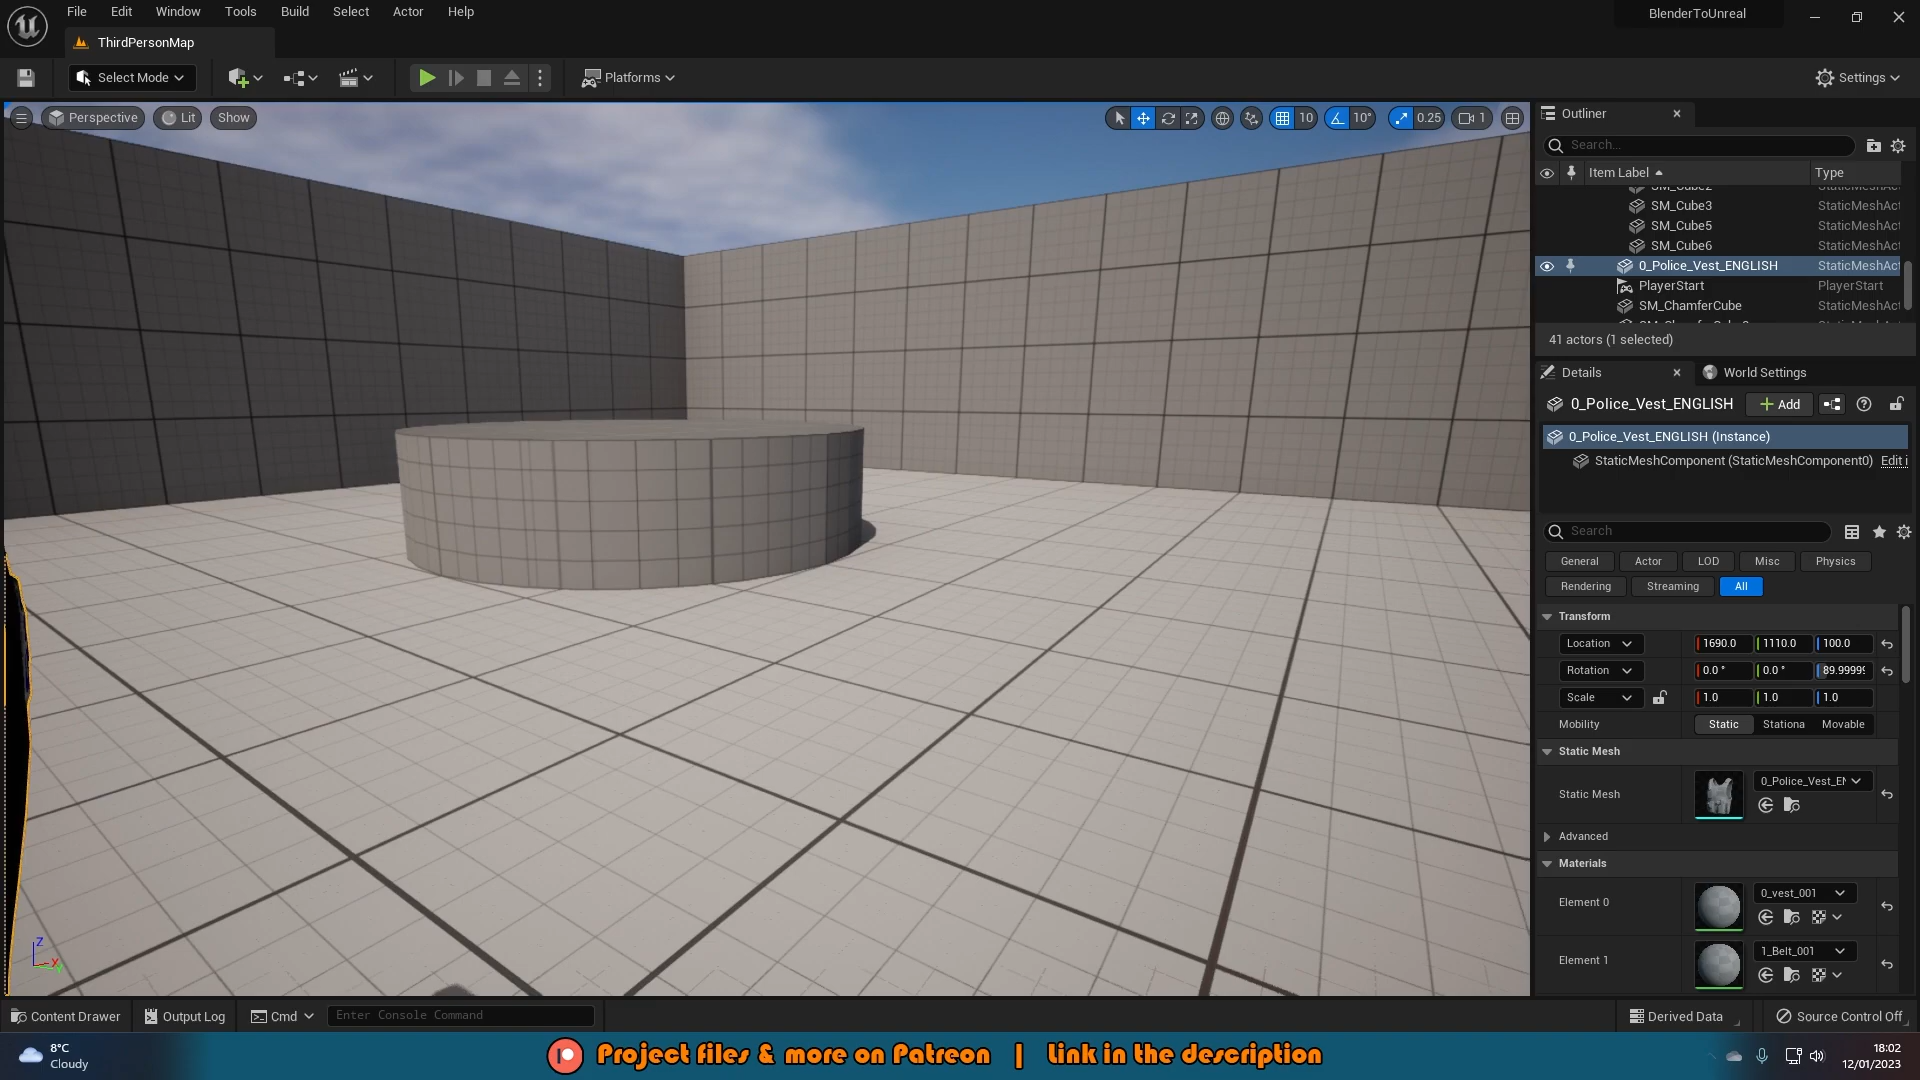 File Edit Window Tools Build Select Actor Help
BlenderToUnreal
ThirdPersonMap
Select Mode
Platforms
Settings
Perspective Lit Show
10 10° 0.25 1
Outliner
Search...
Item Label Type
SM_Cube3 StaticMeshAct
SM_Cube5 StaticMeshAct
SM_Cube6 StaticMeshAct
0_Police_Vest_ENGLISH StaticMeshAct
PlayerStart PlayerStart
SM_ChamferCube StaticMeshAct
41 actors (1 selected)
Details World Settings
0_Police_Vest_ENGLISH Add
0_Police_Vest_ENGLISH (Instance)
StaticMeshComponent (StaticMeshComponent0) Edit i
Search
General Actor LOD Misc Physics
Rendering Streaming All
Transform
Location 1690.0 1110.0 100.0
Rotation 0.0° 0.0° 89.99999
Scale 1.0 1.0 1.0
Mobility Static Stationa Movable
Static Mesh
Static Mesh 0_Police_Vest_EN
Advanced
Materials
Element 0 0_vest_001
Element 1 1_Belt_001
Z
X
Y
Content Drawer Output Log Cmd Enter Console Command Derived Data Source Control Off
8°C
Cloudy
Project files & more on Patreon | Link in the description
18:02
12/01/2023